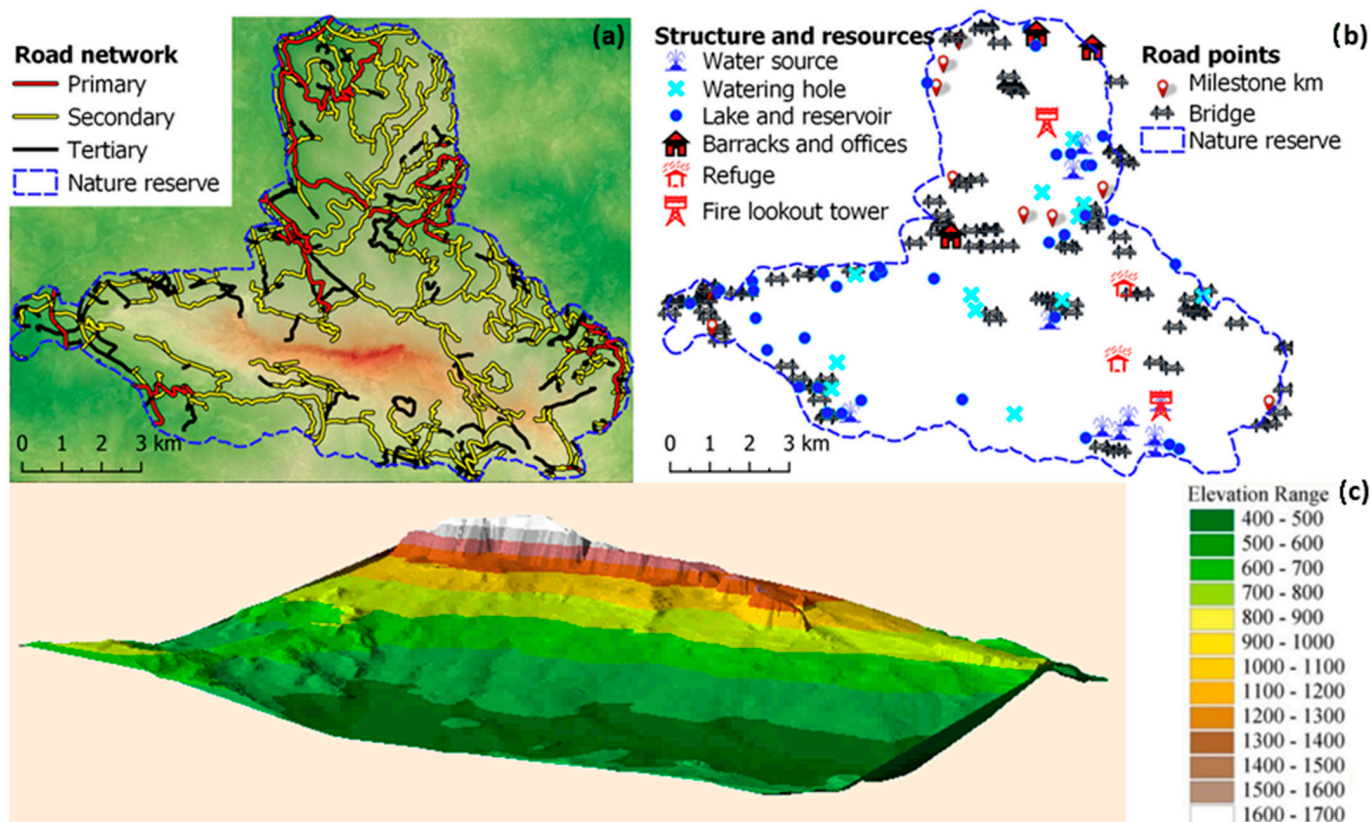 (a)
Road network
Primary
Secondary
Tertiary
Nature reserve
0 1 2 3 km
(b)
Structure and resources
Water source
Watering hole
Lake and reservoir
Barracks and offices
Refuge
Fire lookout tower
Road points
Milestone km
Bridge
Nature reserve
0 1 2 3 km
(c)
Elevation Range
400 - 500
500 - 600
600 - 700
700 - 800
800 - 900
900 - 1000
1000 - 1100
1100 - 1200
1200 - 1300
1300 - 1400
1400 - 1500
1500 - 1600
1600 - 1700